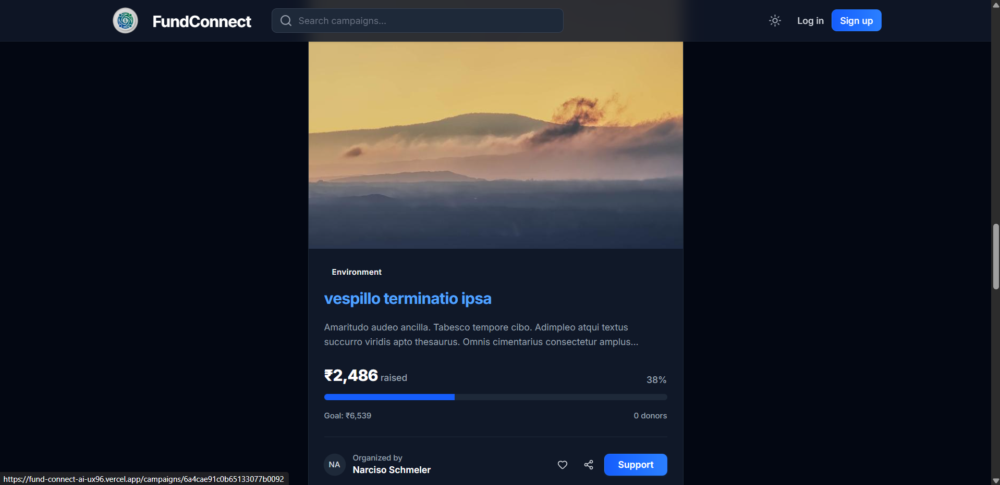 FundConnect
Search campaigns...
Log in
Sign up
Environment
vespillo terminatio ipsa
Amaritudo audeo ancilla. Tabesco tempore cibo. Adimpleo atqui textus
succurro viridis apto thesaurus. Omnis cimentarius consectetur amplus...
₹2,486 raised
38%
Goal: ₹6,539
0 donors
NA
Organized by
Narciso Schmeler
Support
https://fund-connect-ai-ux96.vercel.app/campaigns/6a4cae91c0b65133077b0092